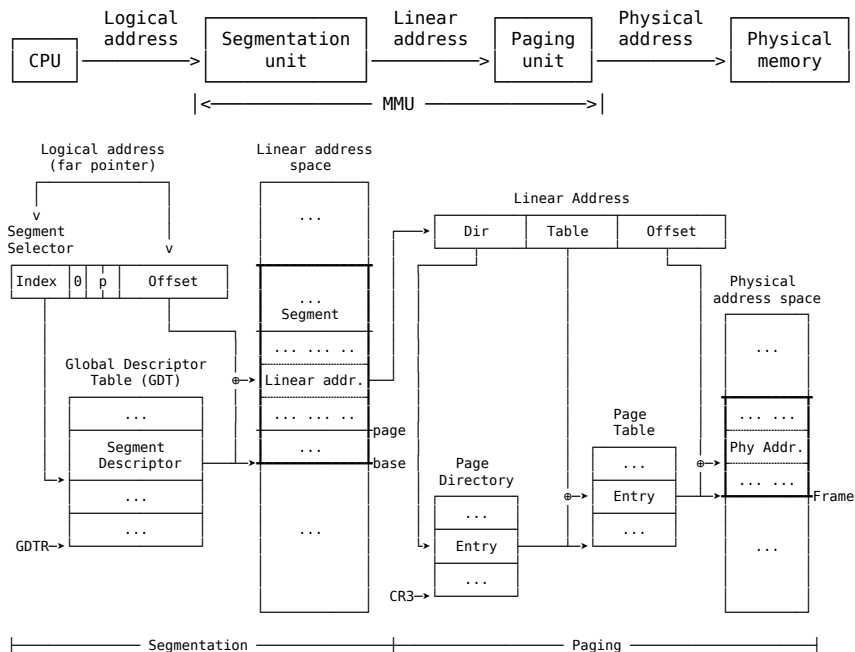 Logical address
Linear address
Physical address
CPU
Segmentation unit
Paging unit
Physical memory
MMU
Logical address
(far pointer)
Segment
Selector
Index
0
p
Offset
Global Descriptor
Table (GDT)
...
Segment
Descriptor
...
...
GDTR
Linear address
space
...
...
Segment
... ... ..
Linear addr.
... ... ..
...
page
base
...
Linear Address
Dir
Table
Offset
Page
Directory
...
Entry
...
CR3
Page
Table
...
Entry
...
Physical
address space
...
... ...
Phy Addr.
... ...
Frame
...
Segmentation
Paging